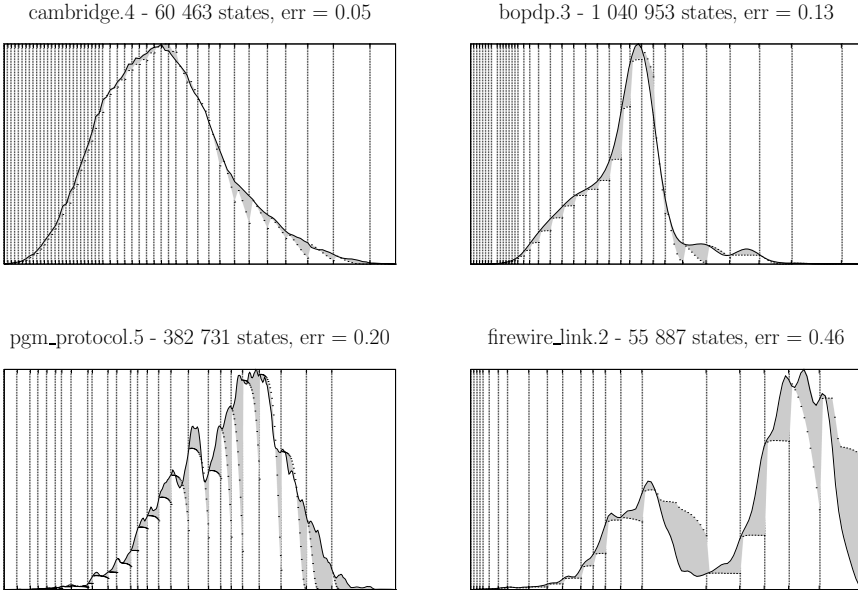 cambridge.4 - 60 463 states, err = 0.05
bopdp.3 - 1 040 953 states, err = 0.13
pgm_protocol.5 - 382 731 states, err = 0.20
firewire_link.2 - 55 887 states, err = 0.46